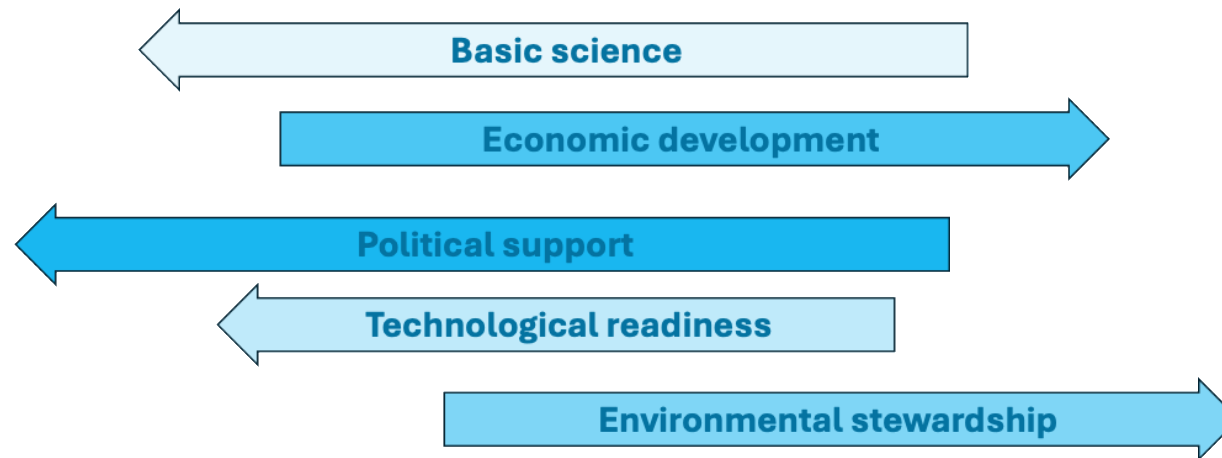 Basic science
Economic development
Political support
Technological readiness
Environmental stewardship